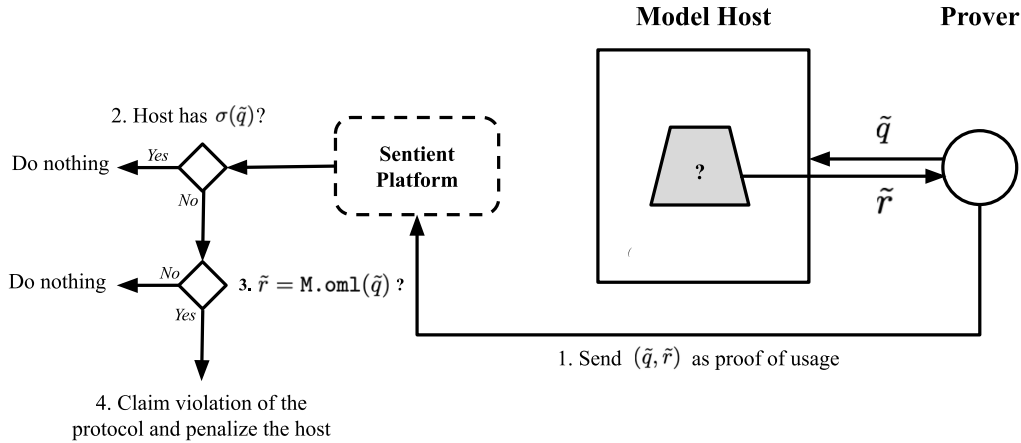 Model Host
Prover
2. Host has σ(q̃)?
Do nothing
Yes
No
Sentient
Platform
?
q̃
r̃
Do nothing
No
Yes
3. r̃ = M.oml(q̃) ?
1. Send (q̃, r̃) as proof of usage
4. Claim violation of the
protocol and penalize the host